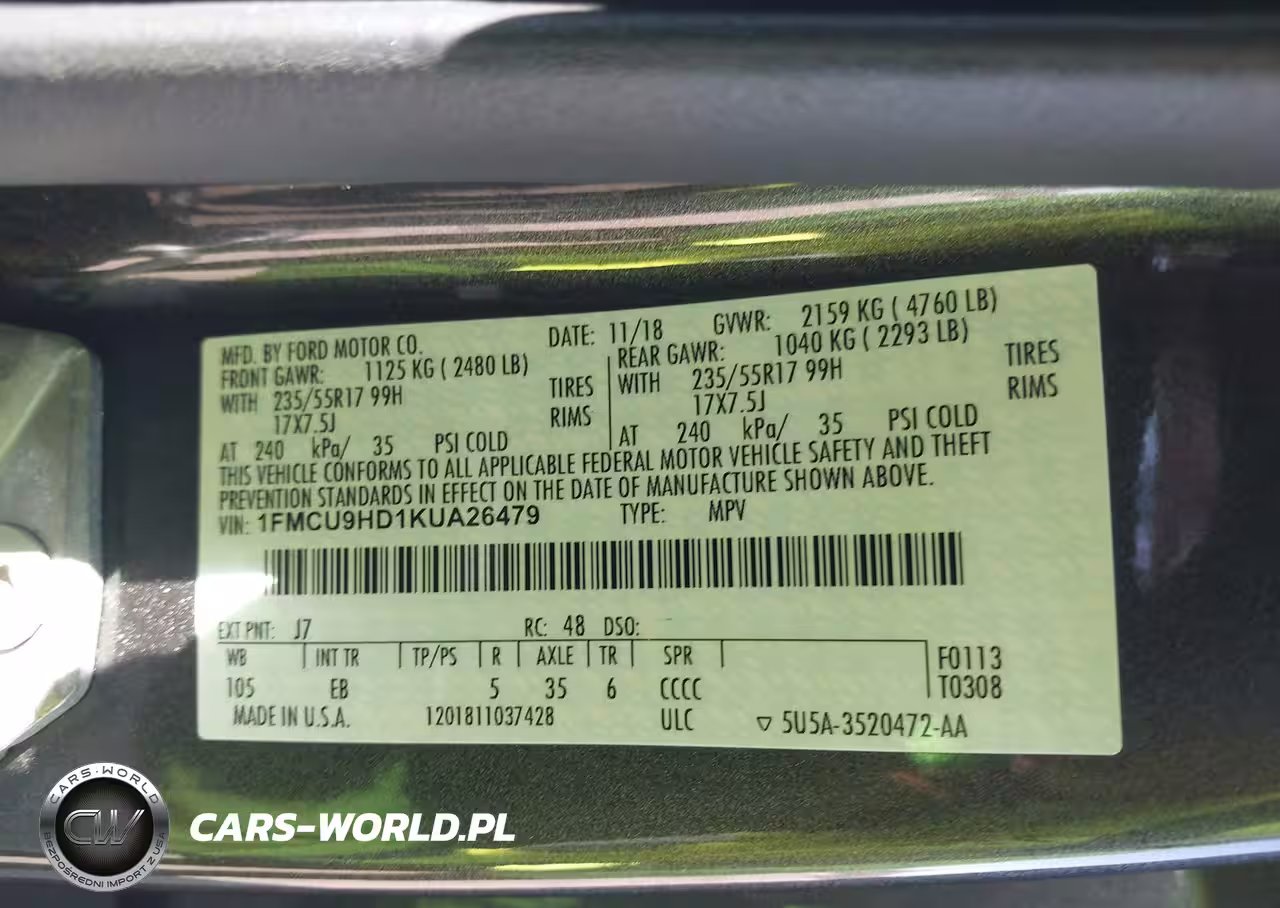 MFD. BY FORD MOTOR CO. DATE: 11/18 GVWR: 2159 KG ( 4760 LB)
FRONT GAWR: 1125 KG ( 2480 LB) REAR GAWR: 1040 KG ( 2293 LB)
WITH 235/55R17 99H TIRES WITH 235/55R17 99H TIRES
17X7.5J RIMS 17X7.5J RIMS
AT 240 kPa/ 35 PSI COLD AT 240 kPa/ 35 PSI COLD
THIS VEHICLE CONFORMS TO ALL APPLICABLE FEDERAL MOTOR VEHICLE SAFETY AND THEFT
PREVENTION STANDARDS IN EFFECT ON THE DATE OF MANUFACTURE SHOWN ABOVE.
VIN: 1FMCU9HD1KUA26479 TYPE: MPV
EXT PNT: J7 RC: 48 DSO:
WB INT TR TP/PS R AXLE TR SPR F0113
105 EB 5 35 6 CCCC T0308
MADE IN U.S.A. 1201811037428 ULC ▽ 5U5A-3520472-AA
CARS-WORLD
CW
BEZPOŚREDNI IMPORT Z USA
CARS-WORLD.PL